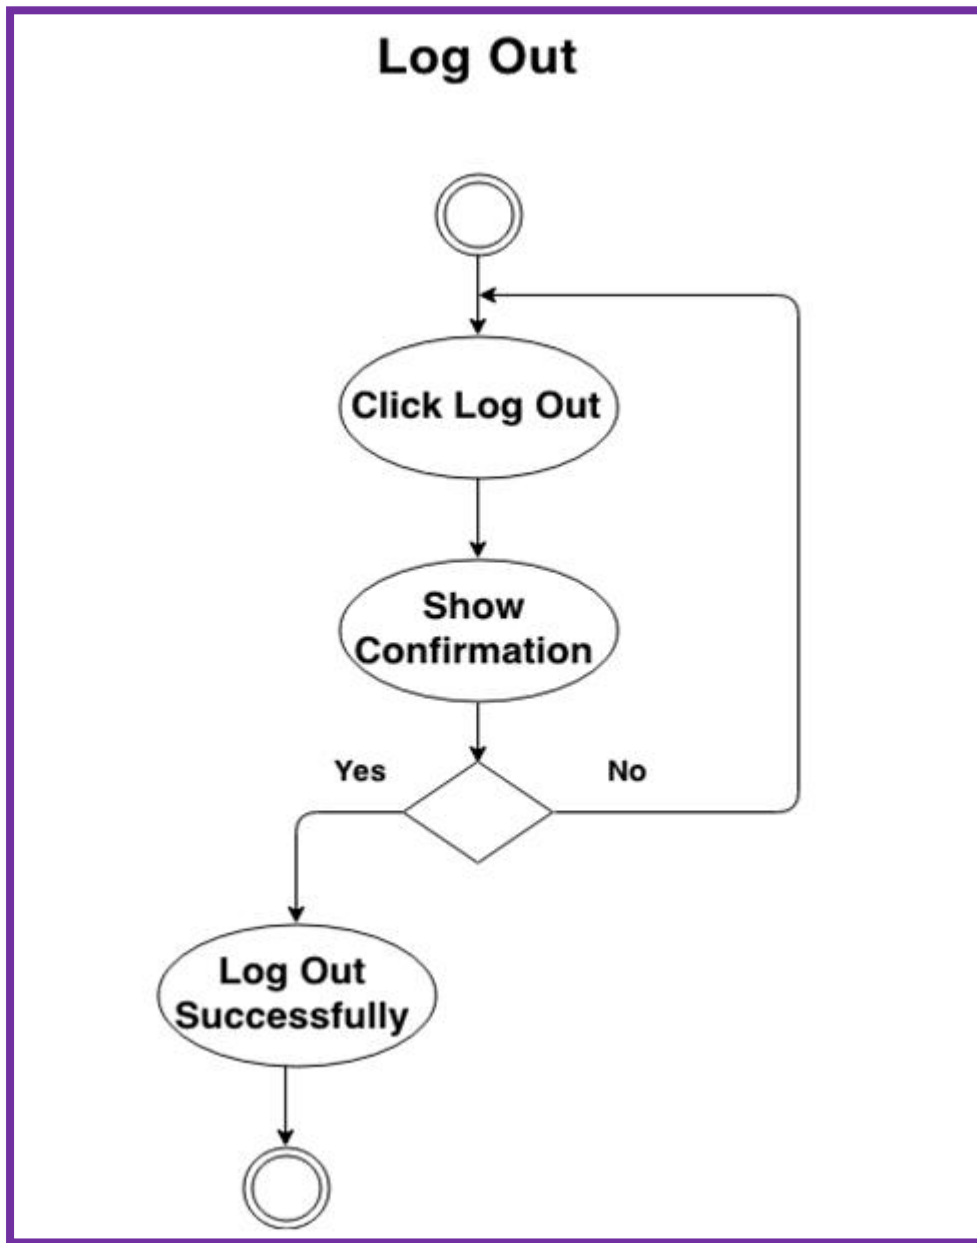 Log Out
Click Log Out
Show
Confirmation
Yes
No
Log Out
Successfully